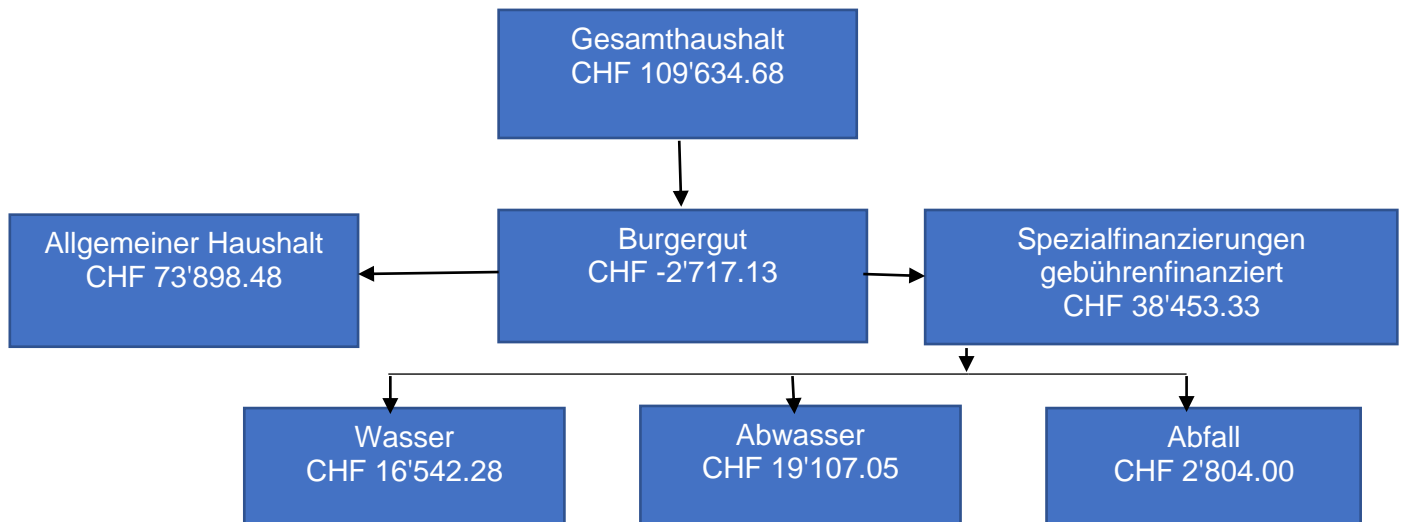 Gesamthaushalt
CHF 109'634.68
Allgemeiner Haushalt
CHF 73'898.48
Burgergut
CHF -2'717.13
Spezialfinanzierungen
gebührenfinanziert
CHF 38'453.33
Wasser
CHF 16'542.28
Abwasser
CHF 19'107.05
Abfall
CHF 2'804.00